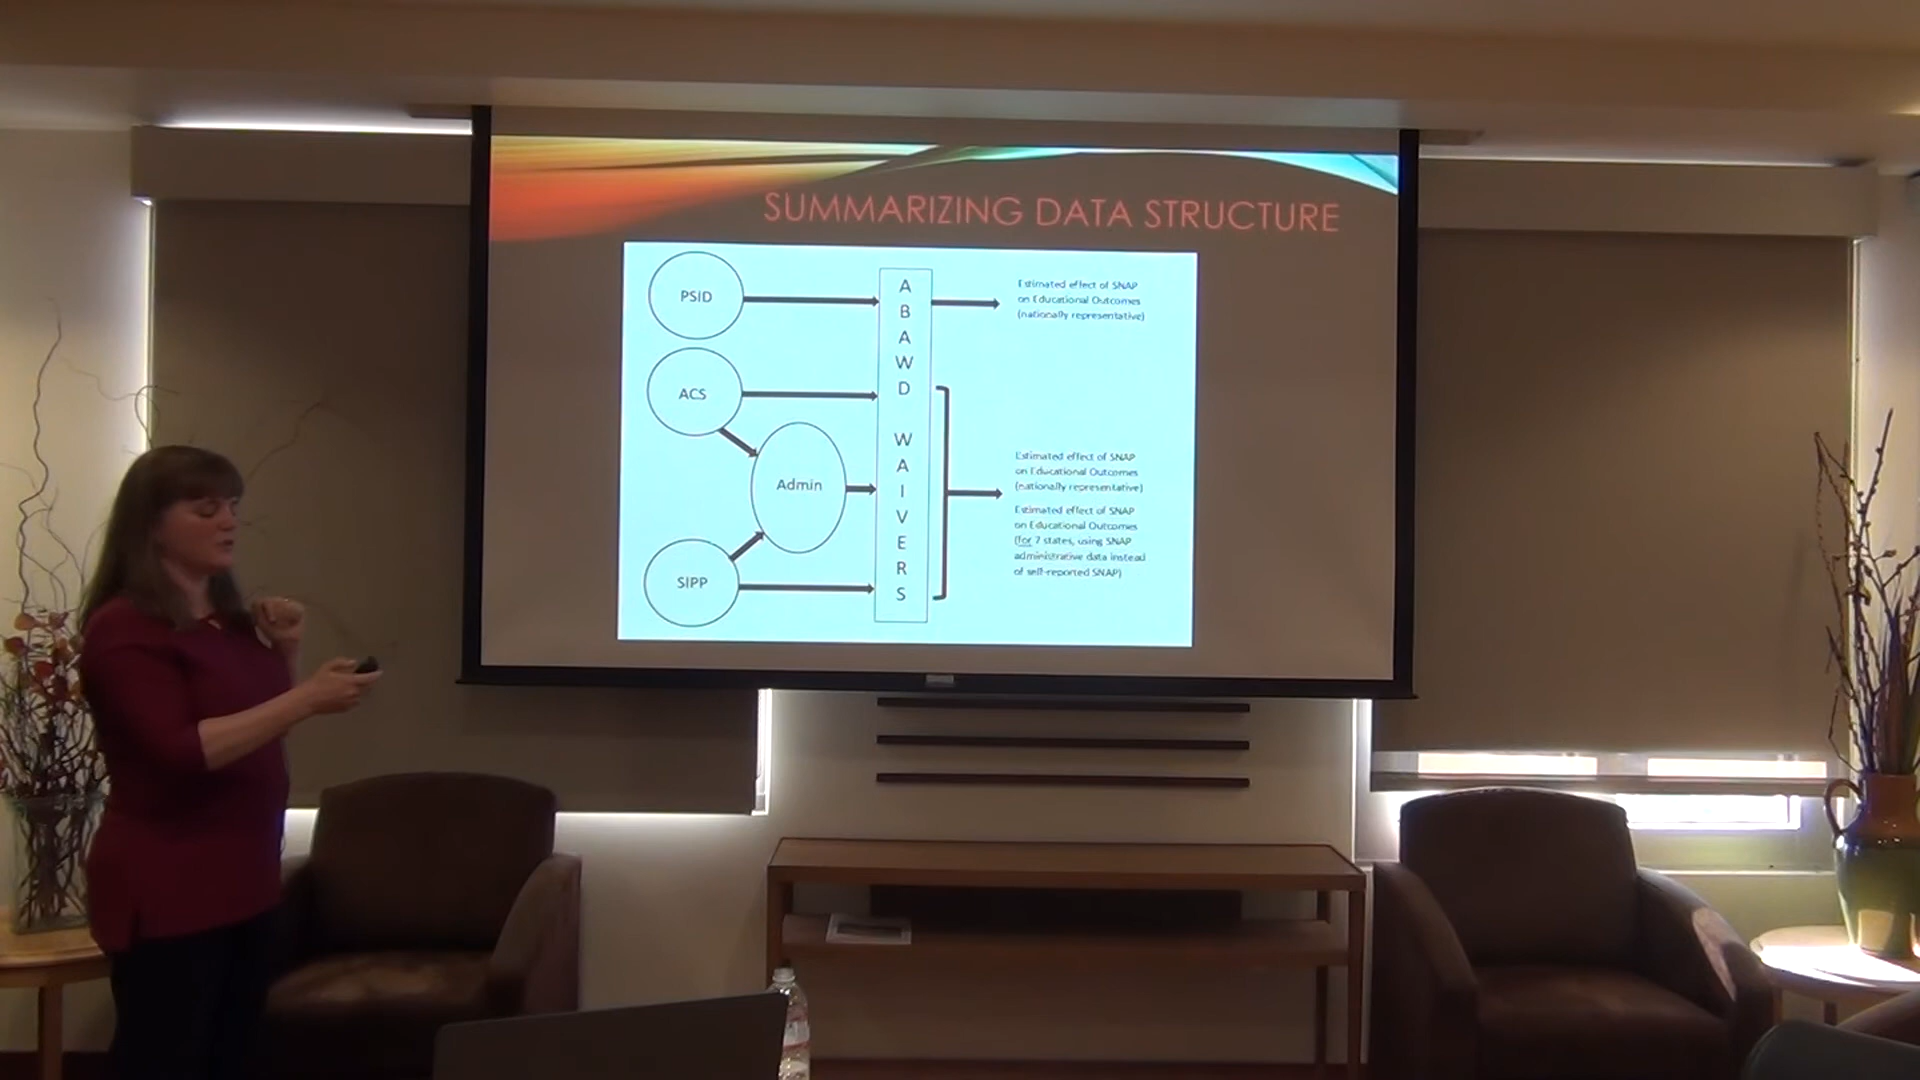 SUMMARIZING DATA STRUCTURE
PSID
ACS
Admin
SIPP
ABAWD
WAIVERS
Estimated effect of SNAP
on Educational Outcomes
(nationally representative)
Estimated effect of SNAP
on Educational Outcomes
(nationally representative)
Estimated effect of SNAP
on Educational Outcomes
(for 7 states, using SNAP
administrative data instead
of self-reported SNAP)